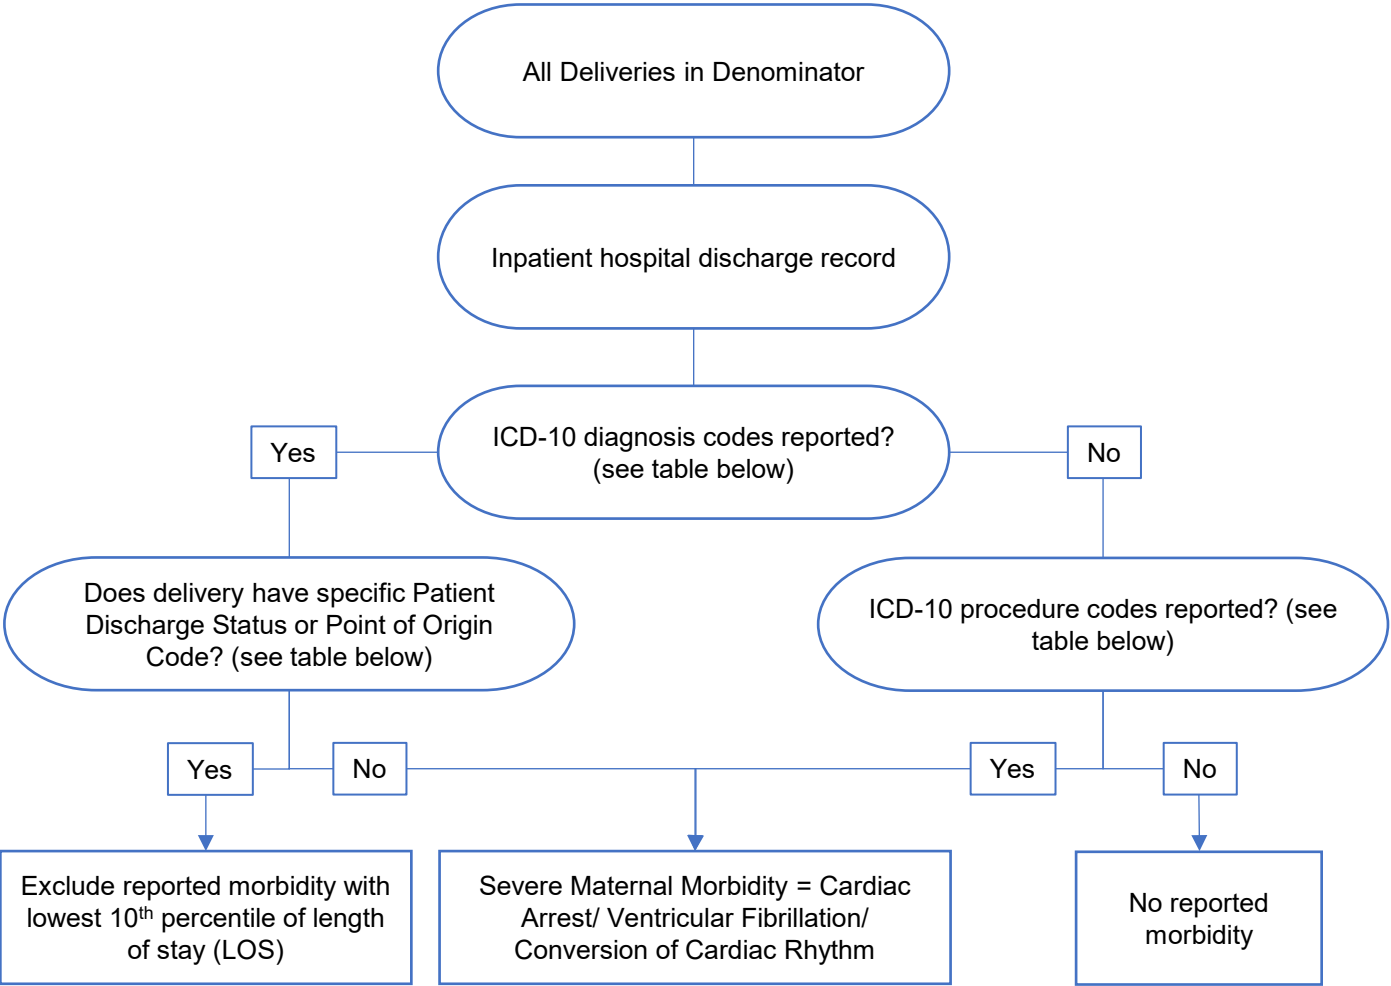 All Deliveries in Denominator
Inpatient hospital discharge record
ICD-10 diagnosis codes reported?
(see table below)
Yes
No
Does delivery have specific Patient
Discharge Status or Point of Origin
Code? (see table below)
ICD-10 procedure codes reported? (see
table below)
Yes
No
Yes
No
Exclude reported morbidity with
lowest 10th percentile of length
of stay (LOS)
Severe Maternal Morbidity = Cardiac
Arrest/ Ventricular Fibrillation/
Conversion of Cardiac Rhythm
No reported
morbidity